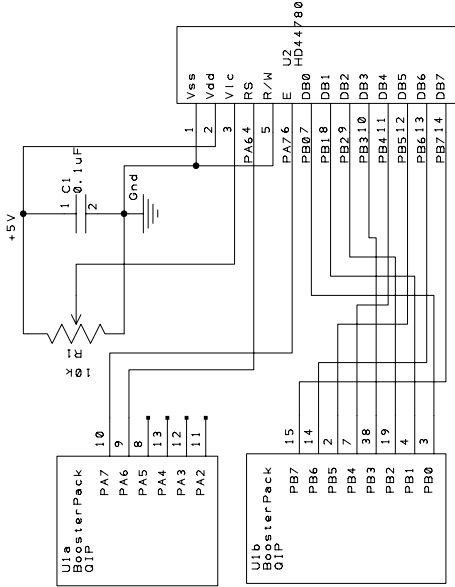 U2
HD44780
Vss
Vdd
Vlc
RS
R/W
E
DB0
DB1
DB2
DB3
DB4
DB5
DB6
DB7
1
2
3
PA6 4
5
PA7 6
PB0 7
PB1 8
PB2 9
PB3 10
PB4 11
PB5 12
PB6 13
PB7 14
+5V
1
C1
0.1uF
2
Gnd
R1
10k
10
9
8
13
12
11
PA7
PA6
PA5
PA4
PA3
PA2
U1a
BoosterPack
QIP
15
14
2
7
38
19
4
3
PB7
PB6
PB5
PB4
PB3
PB2
PB1
PB0
U1b
BoosterPack
QIP